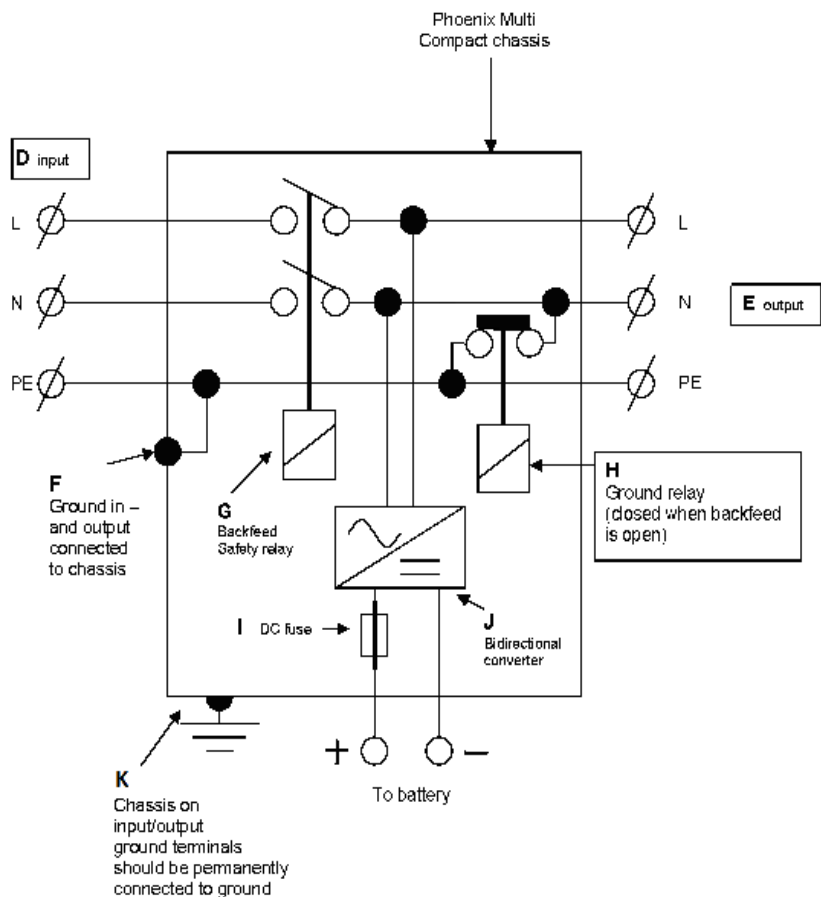 Phoenix Multi
Compact chassis
D input
L
L
N
N
E output
PE
PE
F
Ground in –
and output
connected
to chassis
G
Backfeed
Safety relay
H
Ground relay
(closed when backfeed
is open)
I DC fuse
J
Bidirectional
converter
+
–
To battery
K
Chassis on
input/output
ground terminals
should be permanently
connected to ground